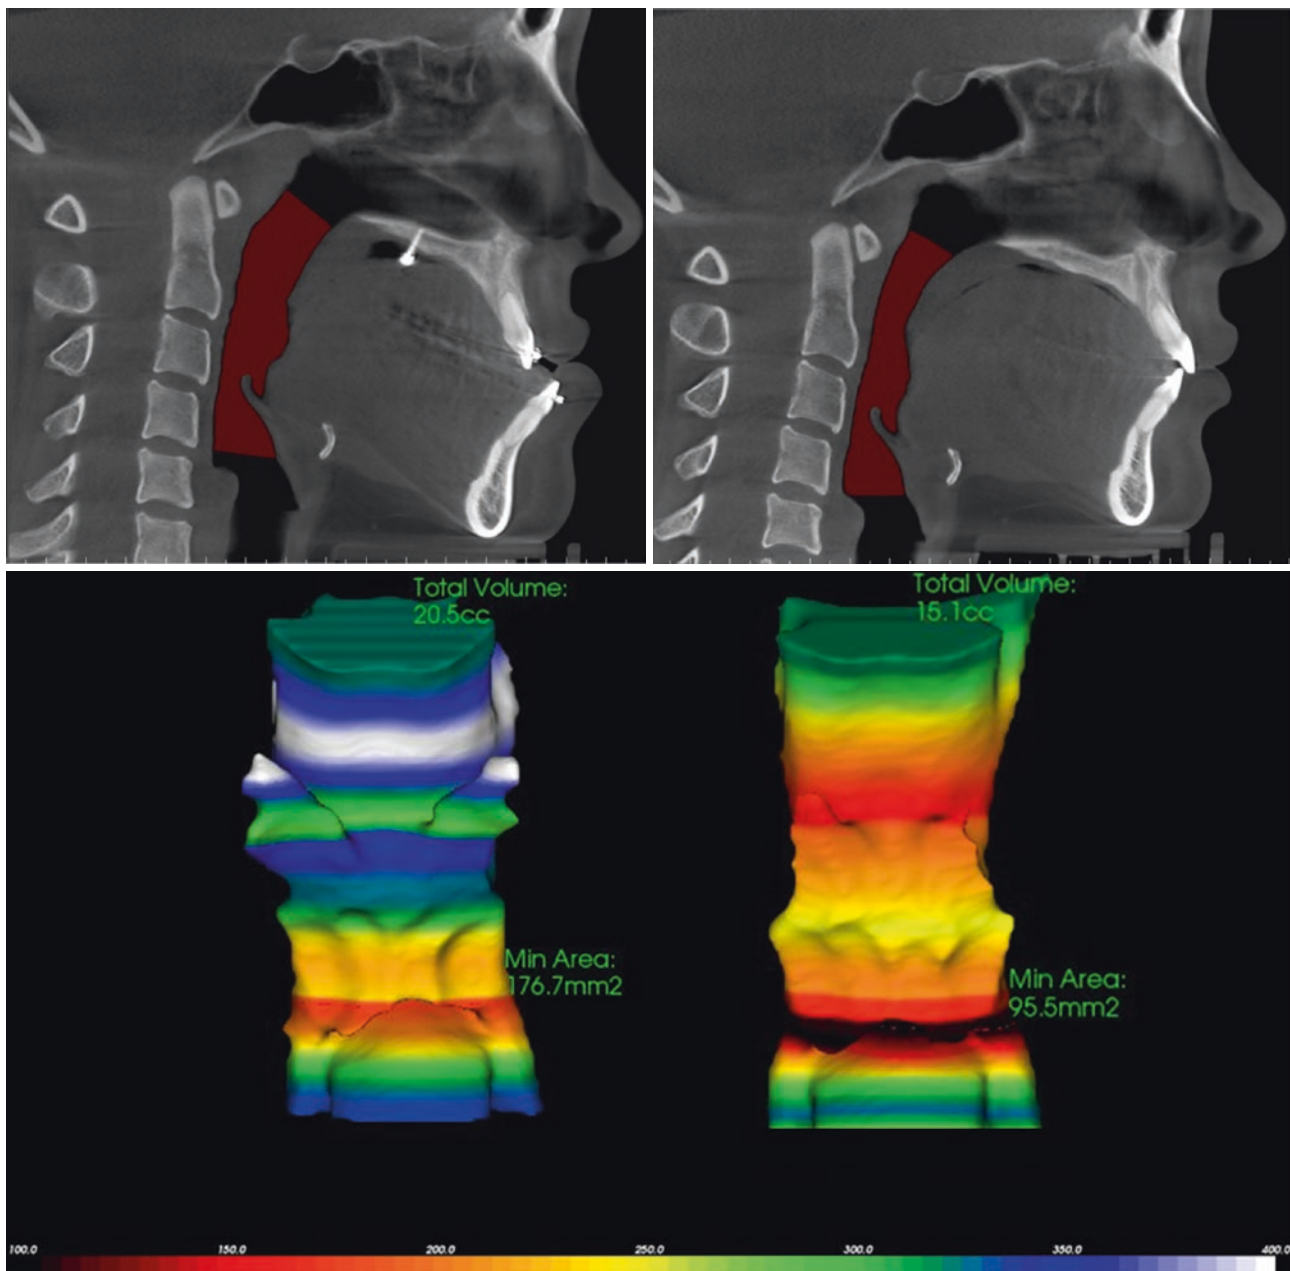 Total Volume:
20.5cc
Total Volume:
15.1cc
Min Area:
176.7mm2
Min Area:
95.5mm2
100.0 150.0 200.0 250.0 300.0 350.0 400.0